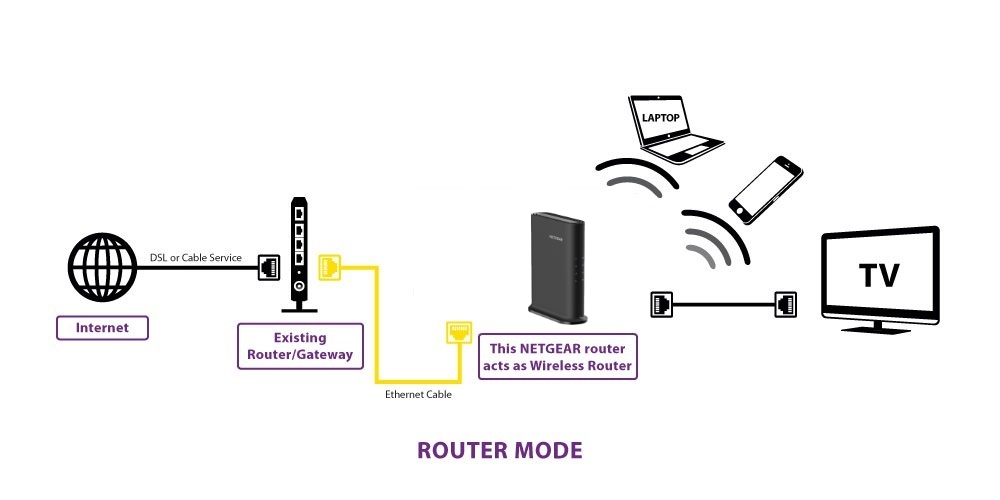 LAPTOP
NETGEAR
DSL or Cable Service
TV
Internet
Existing
Router/Gateway
This NETGEAR router
acts as Wireless Router
Ethernet Cable
ROUTER MODE